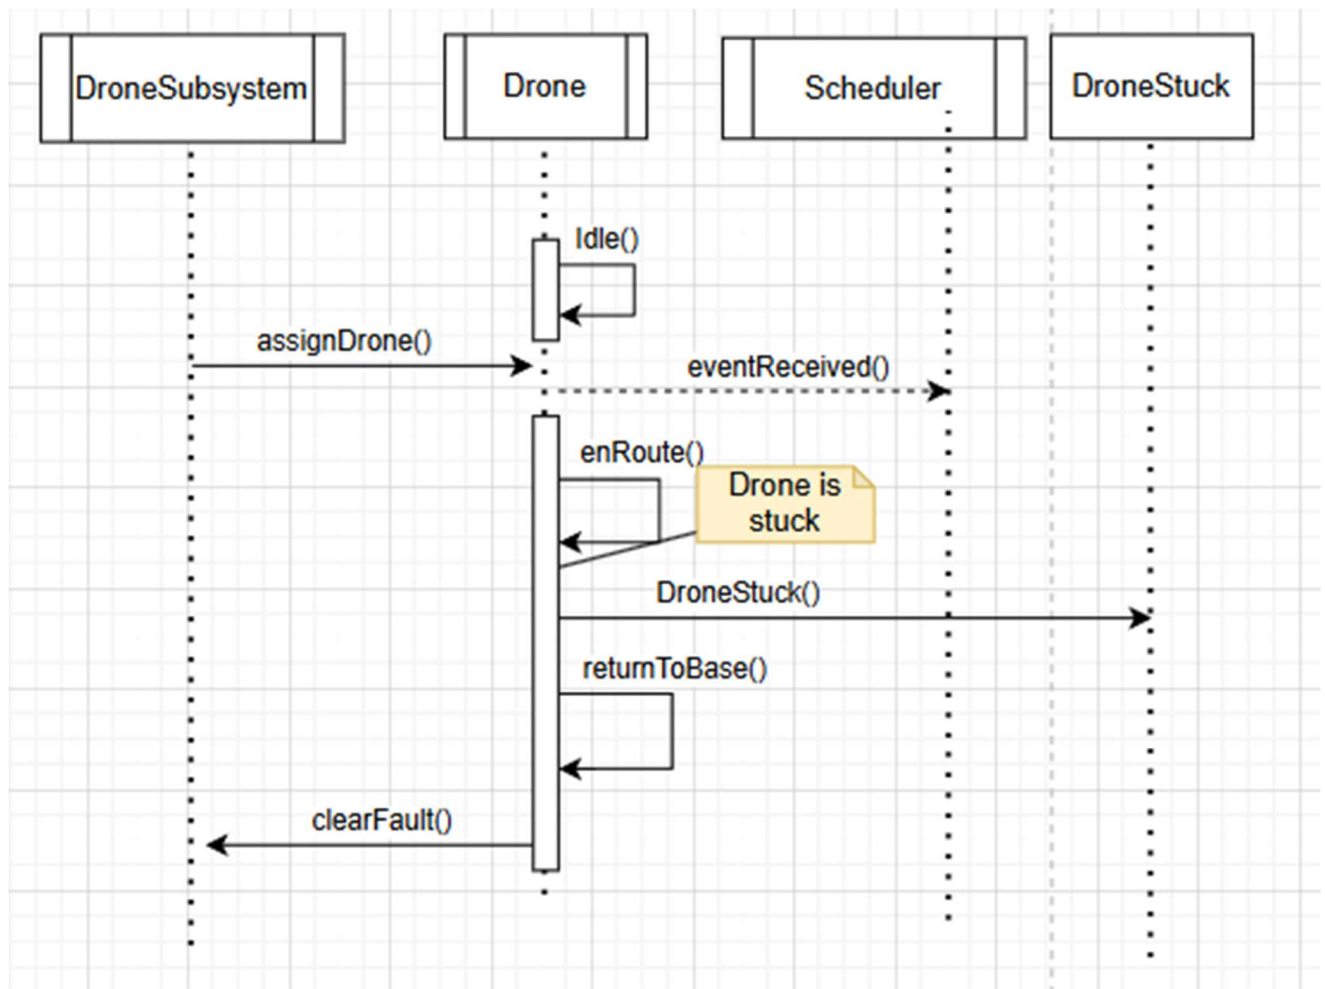 DroneSubsystem
Drone
Scheduler
DroneStuck
Idle()
assignDrone()
eventReceived()
enRoute()
Drone is
stuck
DroneStuck()
returnToBase()
clearFault()